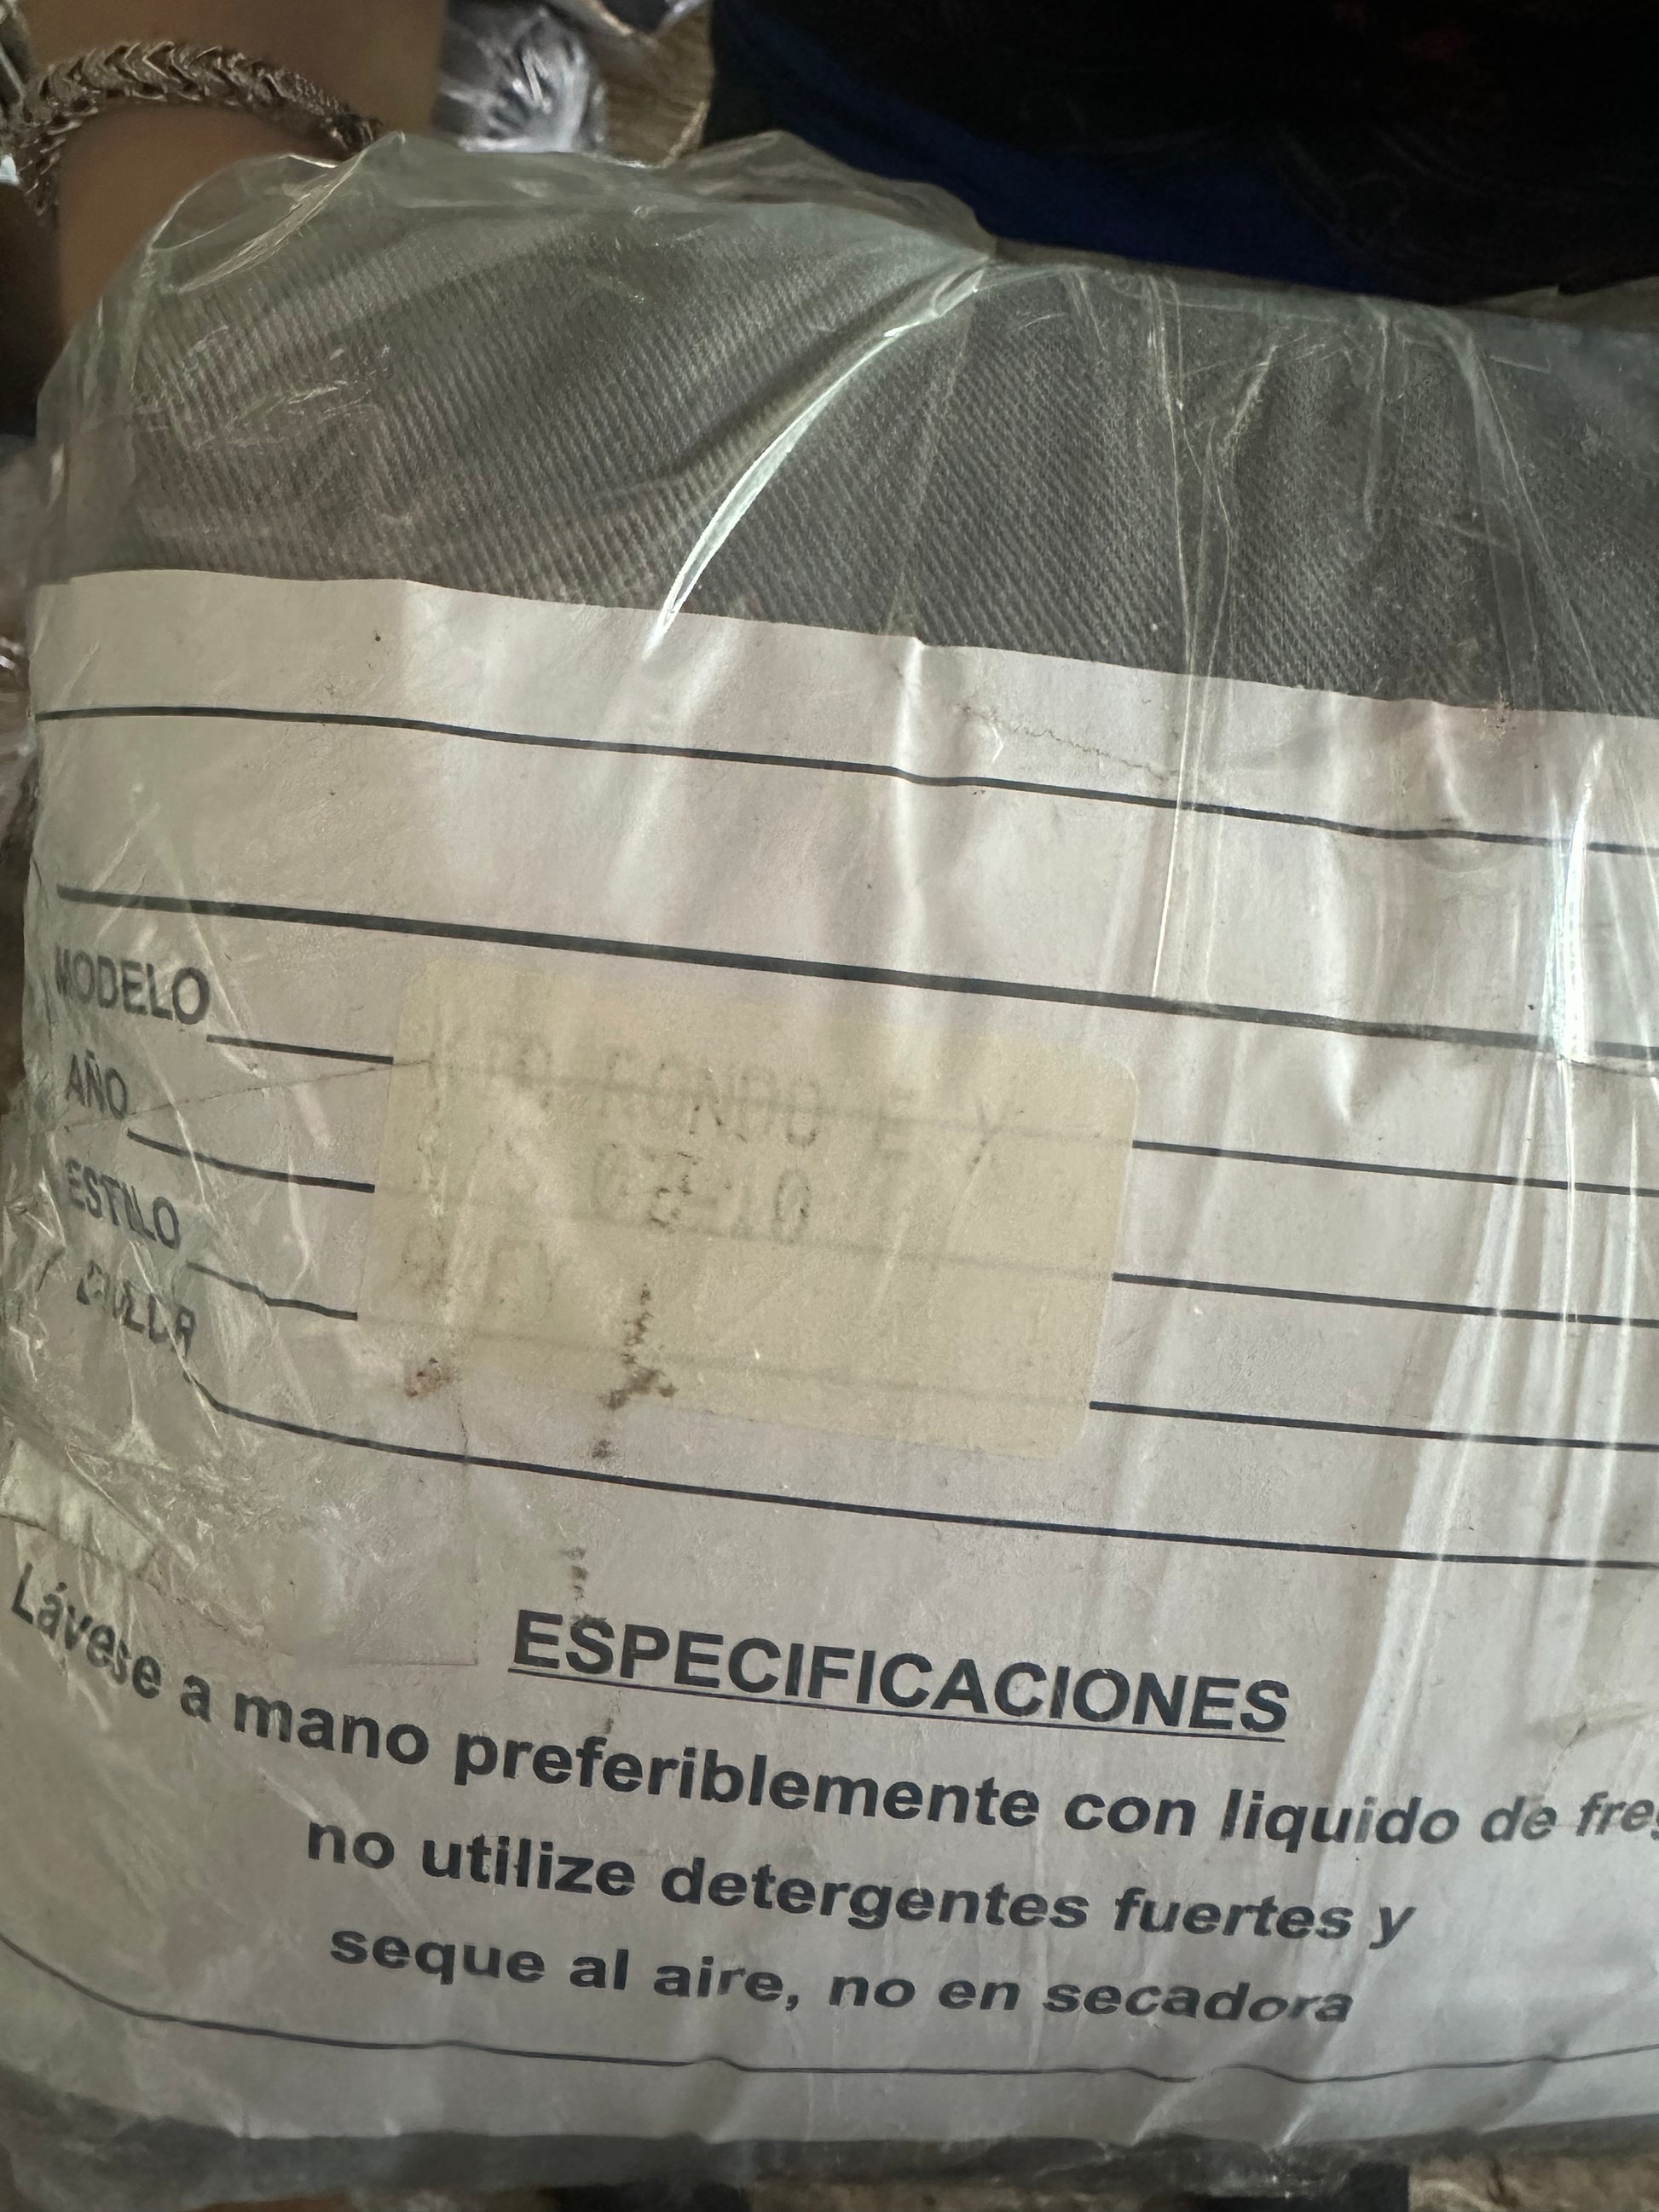 MODELO
AÑO
ESTILO
ESPECIFICACIONES
Lávese a mano preferiblemente con liquido de
no utilize detergentes fuertes y
seque al aire, no en secadora